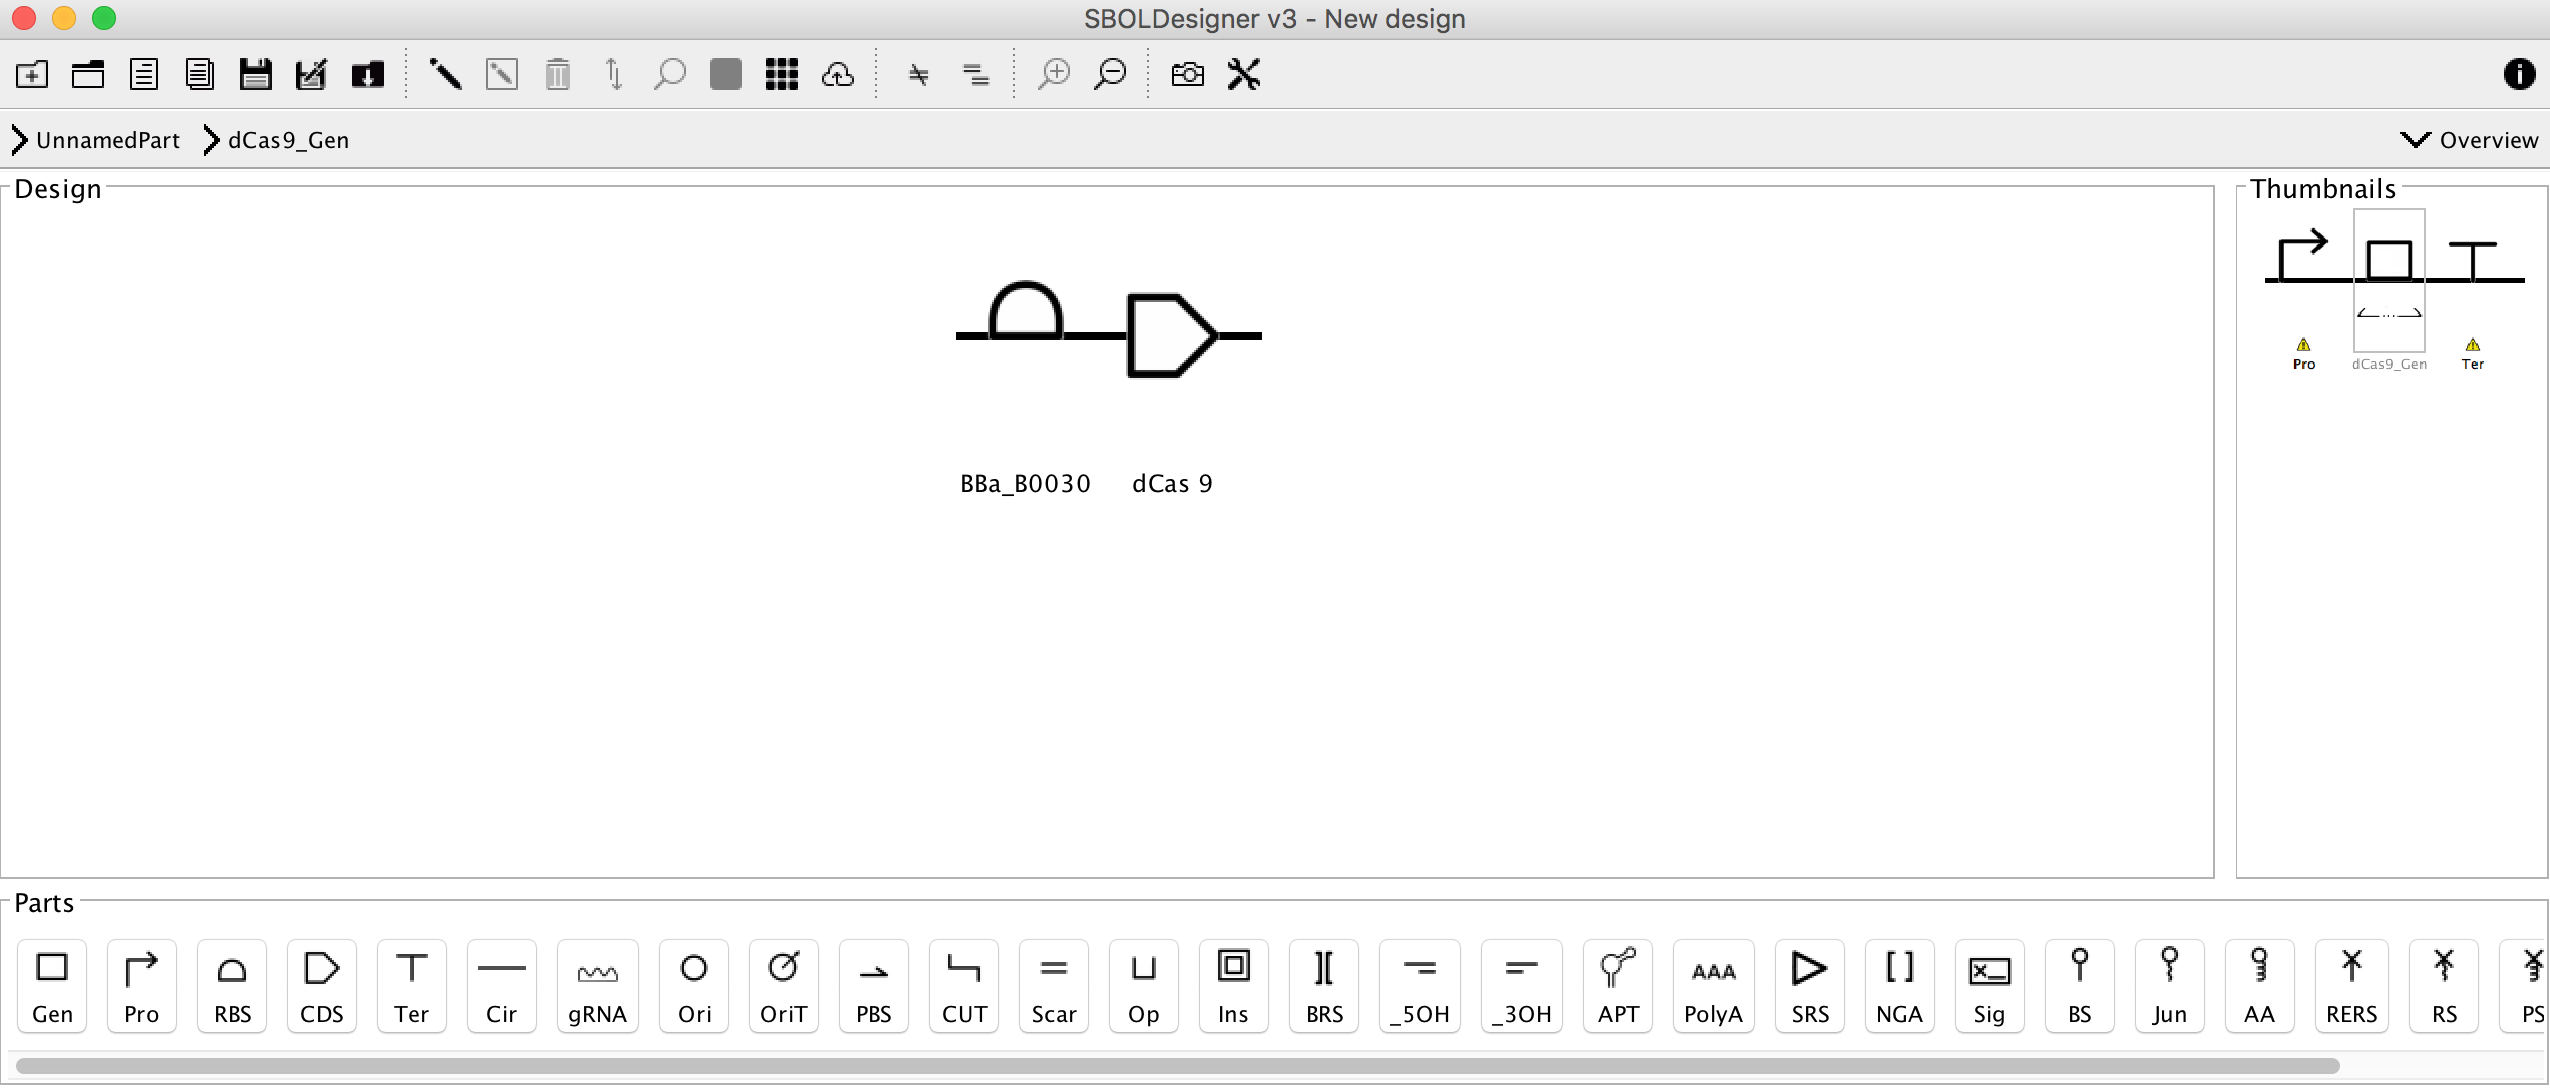 SBOLDesigner v3 - New design
UnnamedPart dCas9_Gen Overview
Design
BBa_B0030 dCas 9
Thumbnails
Pro dCas9_Gen Ter
Parts
AAA x_
Gen Pro RBS CDS Ter Cir gRNA Ori OriT PBS CUT Scar Op Ins BRS _5OH _3OH APT PolyA SRS NGA Sig BS Jun AA RERS RS PS